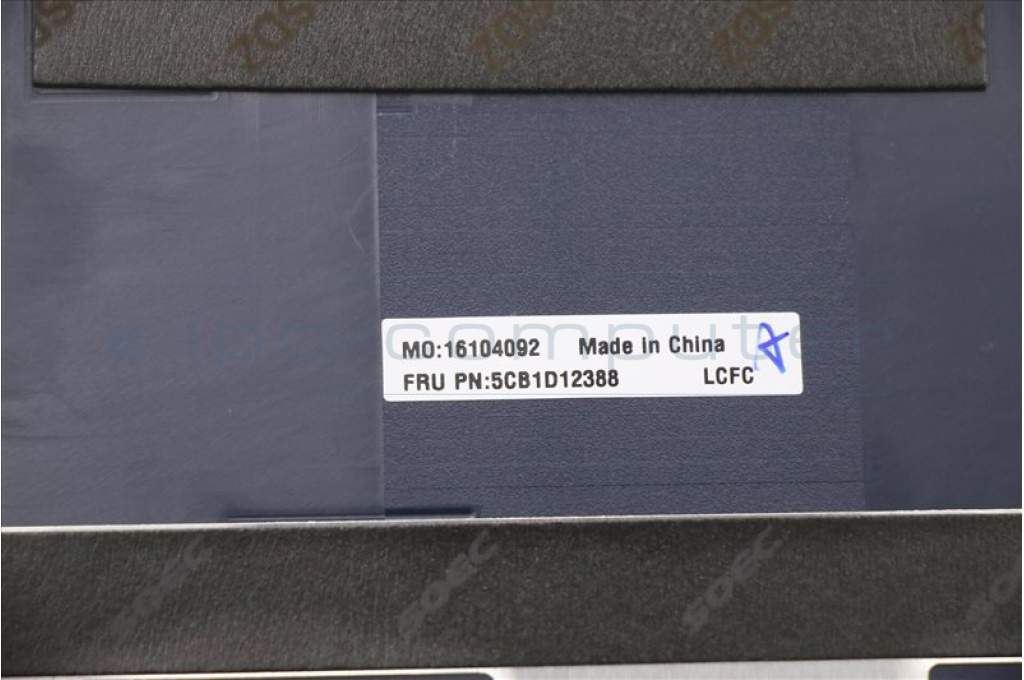 MO:16104092 Made in China
FRU PN:5CB1D12388 LCFC